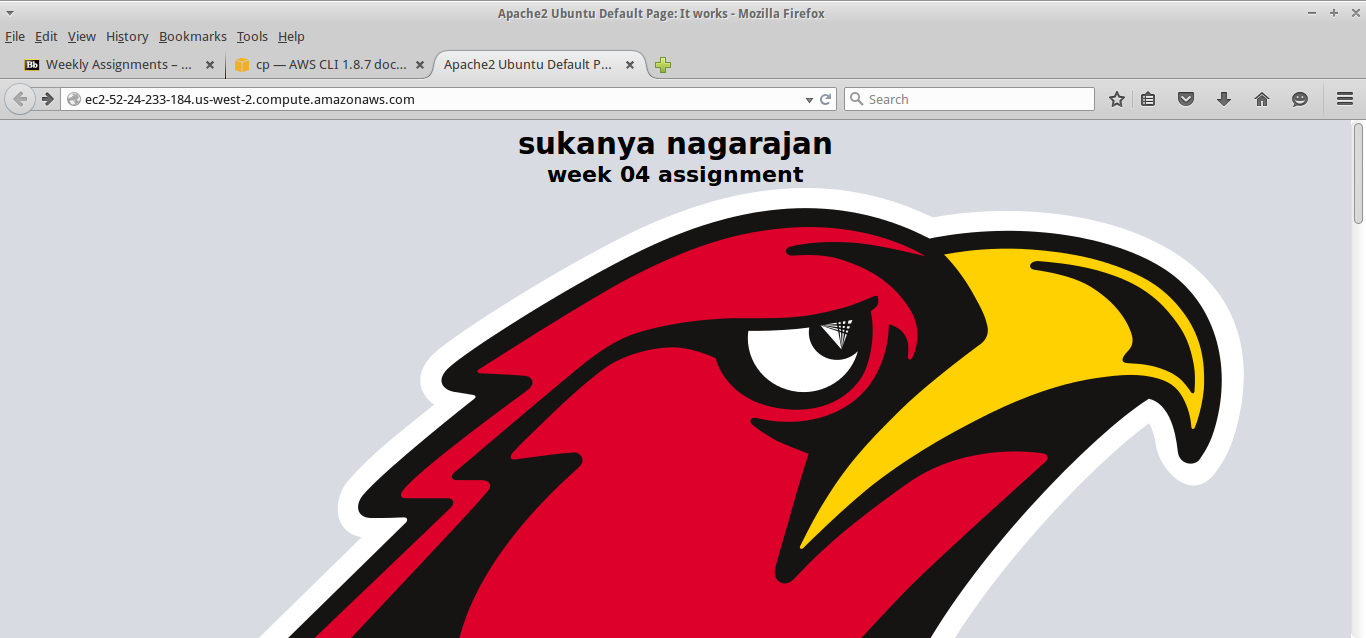 Apache2 Ubuntu Default Page: It works - Mozilla Firefox
File Edit View History Bookmarks Tools Help
Bb Weekly Assignments – ... cp — AWS CLI 1.8.7 doc... Apache2 Ubuntu Default P...
ec2-52-24-233-184.us-west-2.compute.amazonaws.com Search
sukanya nagarajan
week 04 assignment